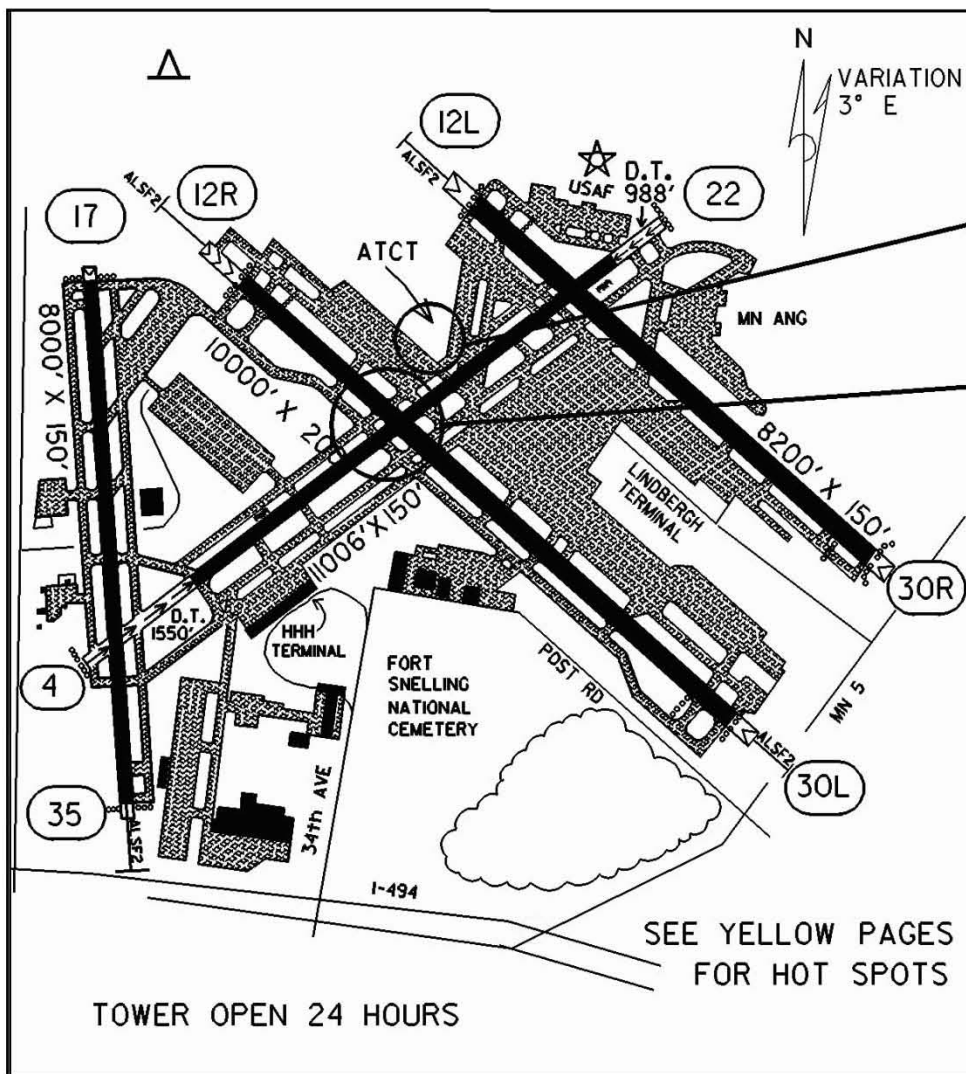 N
VARIATION
3° E
12L
ALSF2
USAF
D.T.
988'
22
ALSF2
12R
17
ATCT
MN ANG
8000' X 150'
10000' X 20
11006' X 150'
8200' X 150'
LINDBERGH
TERMINAL
30R
D.T.
1550'
HHH
TERMINAL
4
FORT
SNELLING
NATIONAL
CEMETERY
POST RD
MN 5
ALSF2
30L
35
ALSF2
34th AVE
I-494
SEE YELLOW PAGES
FOR HOT SPOTS
TOWER OPEN 24 HOURS